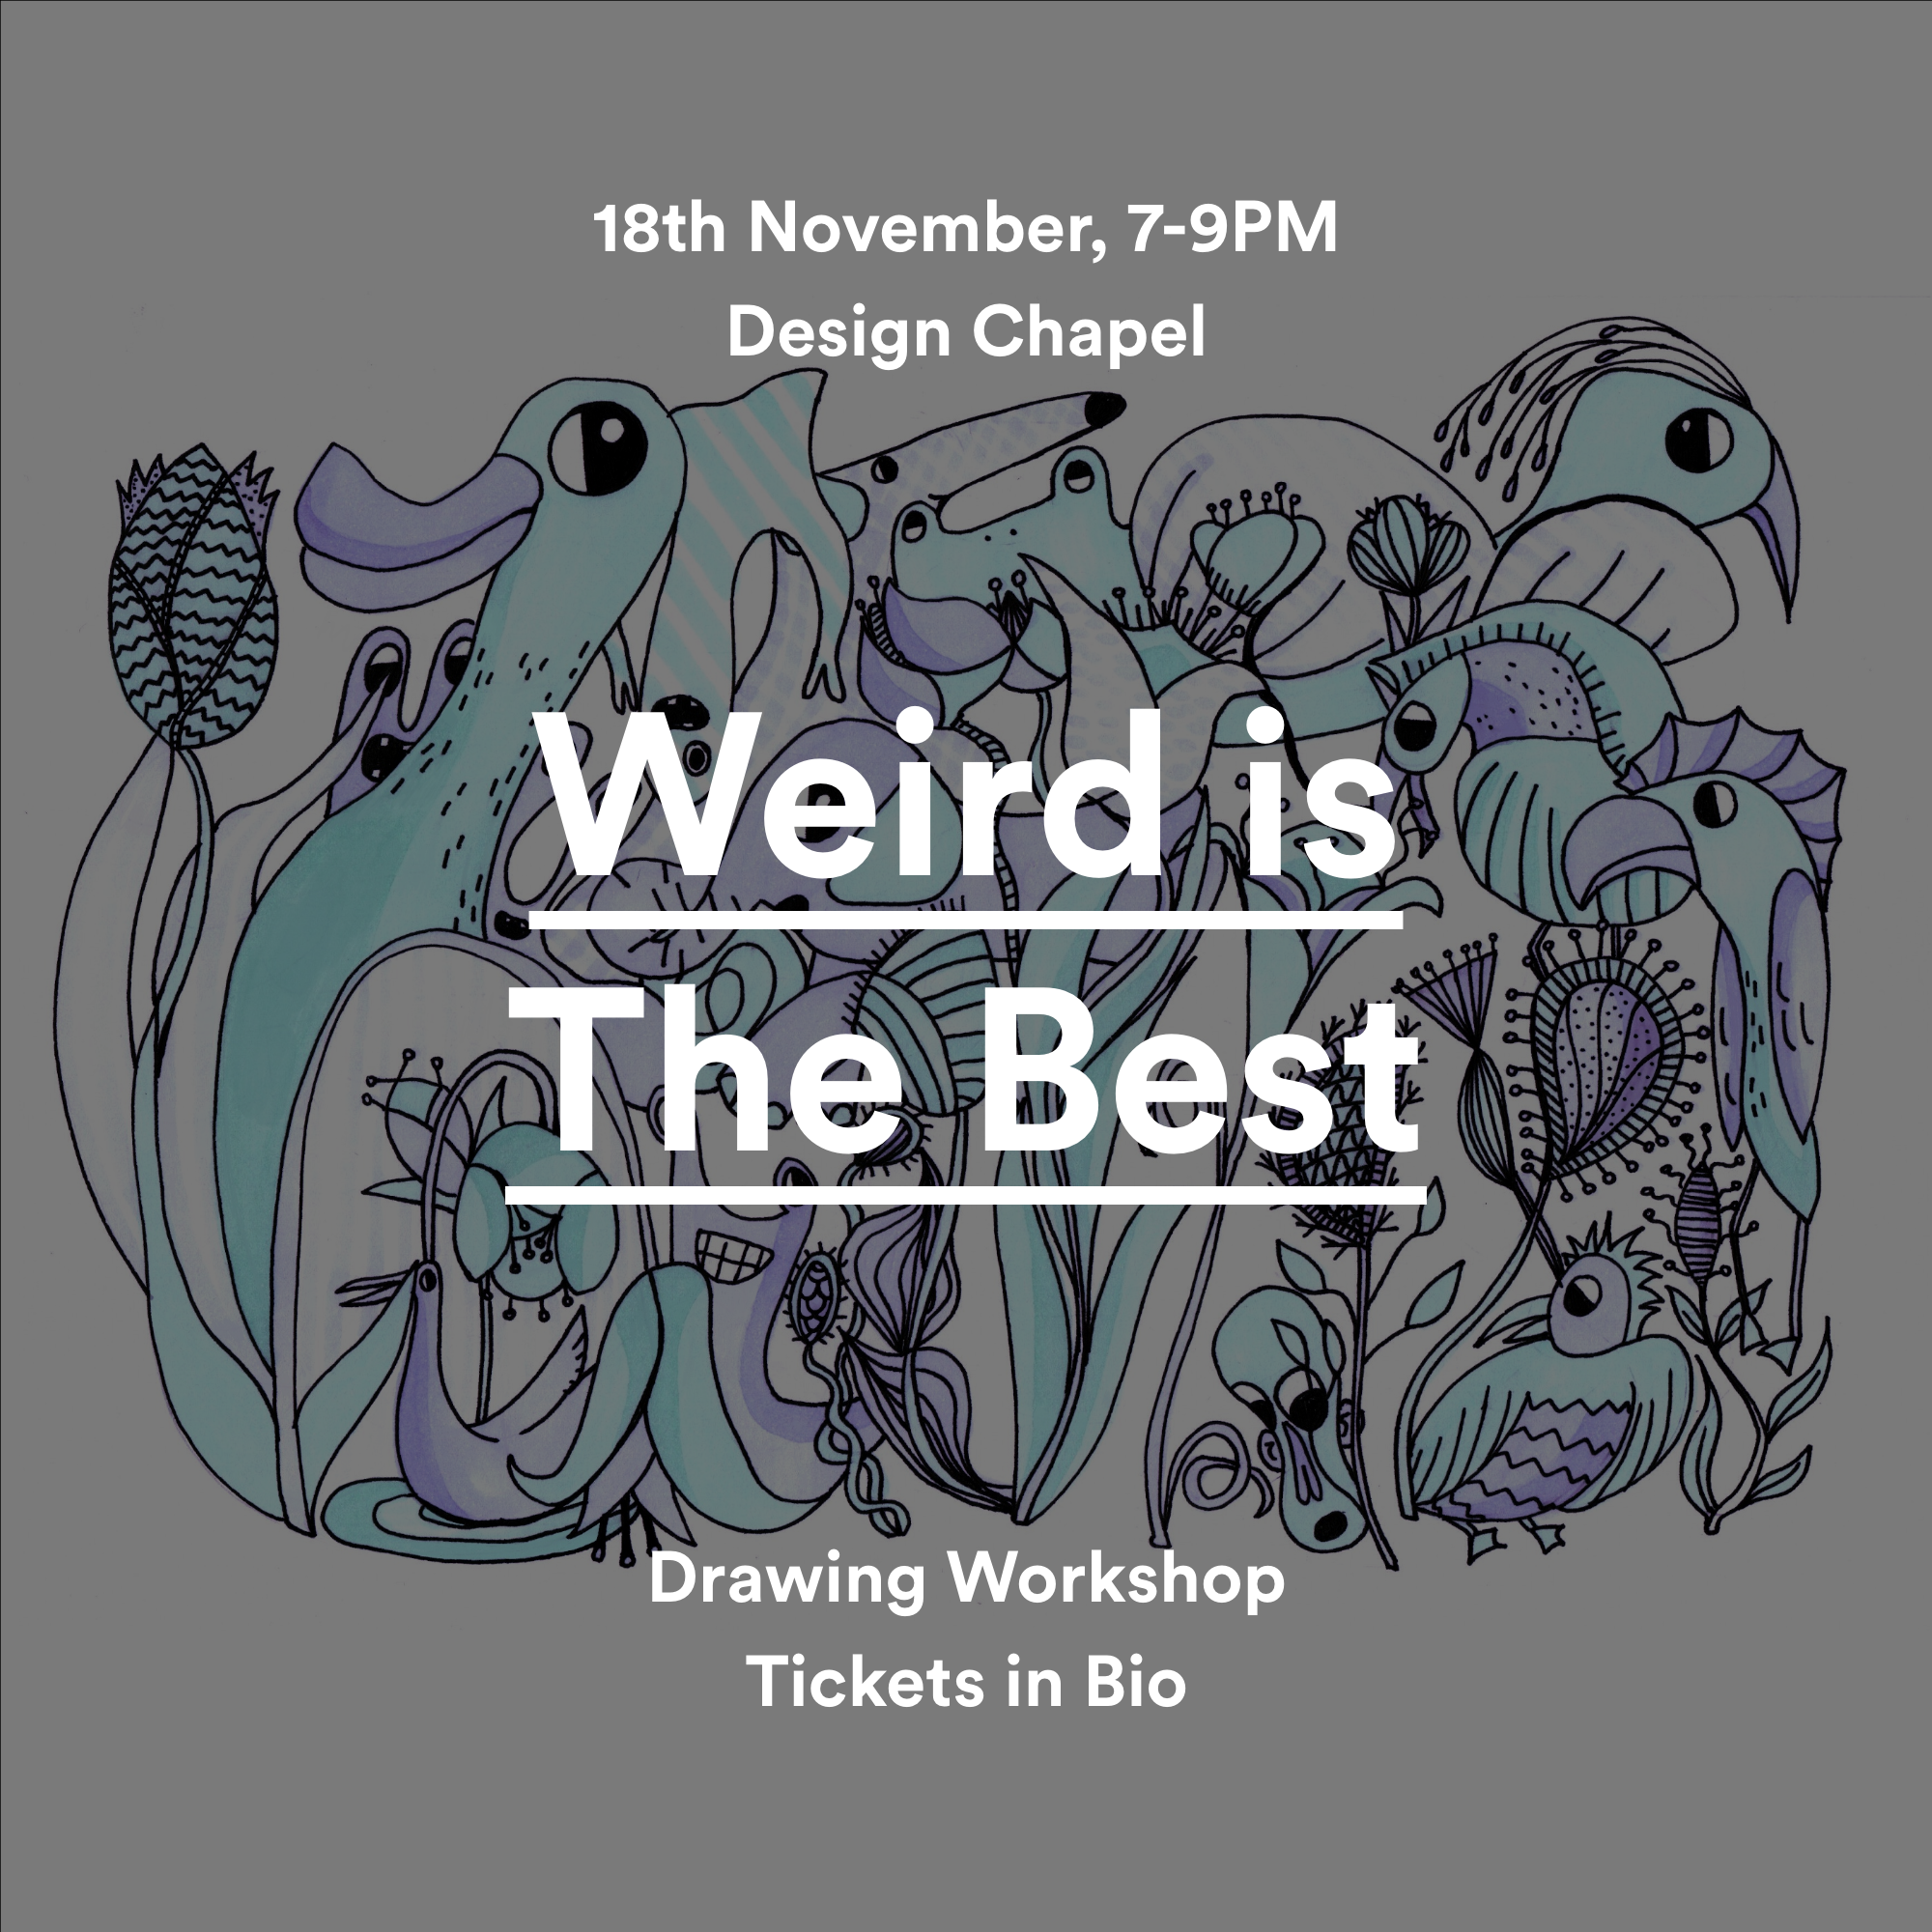 18th November, 7-9PM
Design Chapel
Weird is
The Best
Drawing Workshop
Tickets in Bio